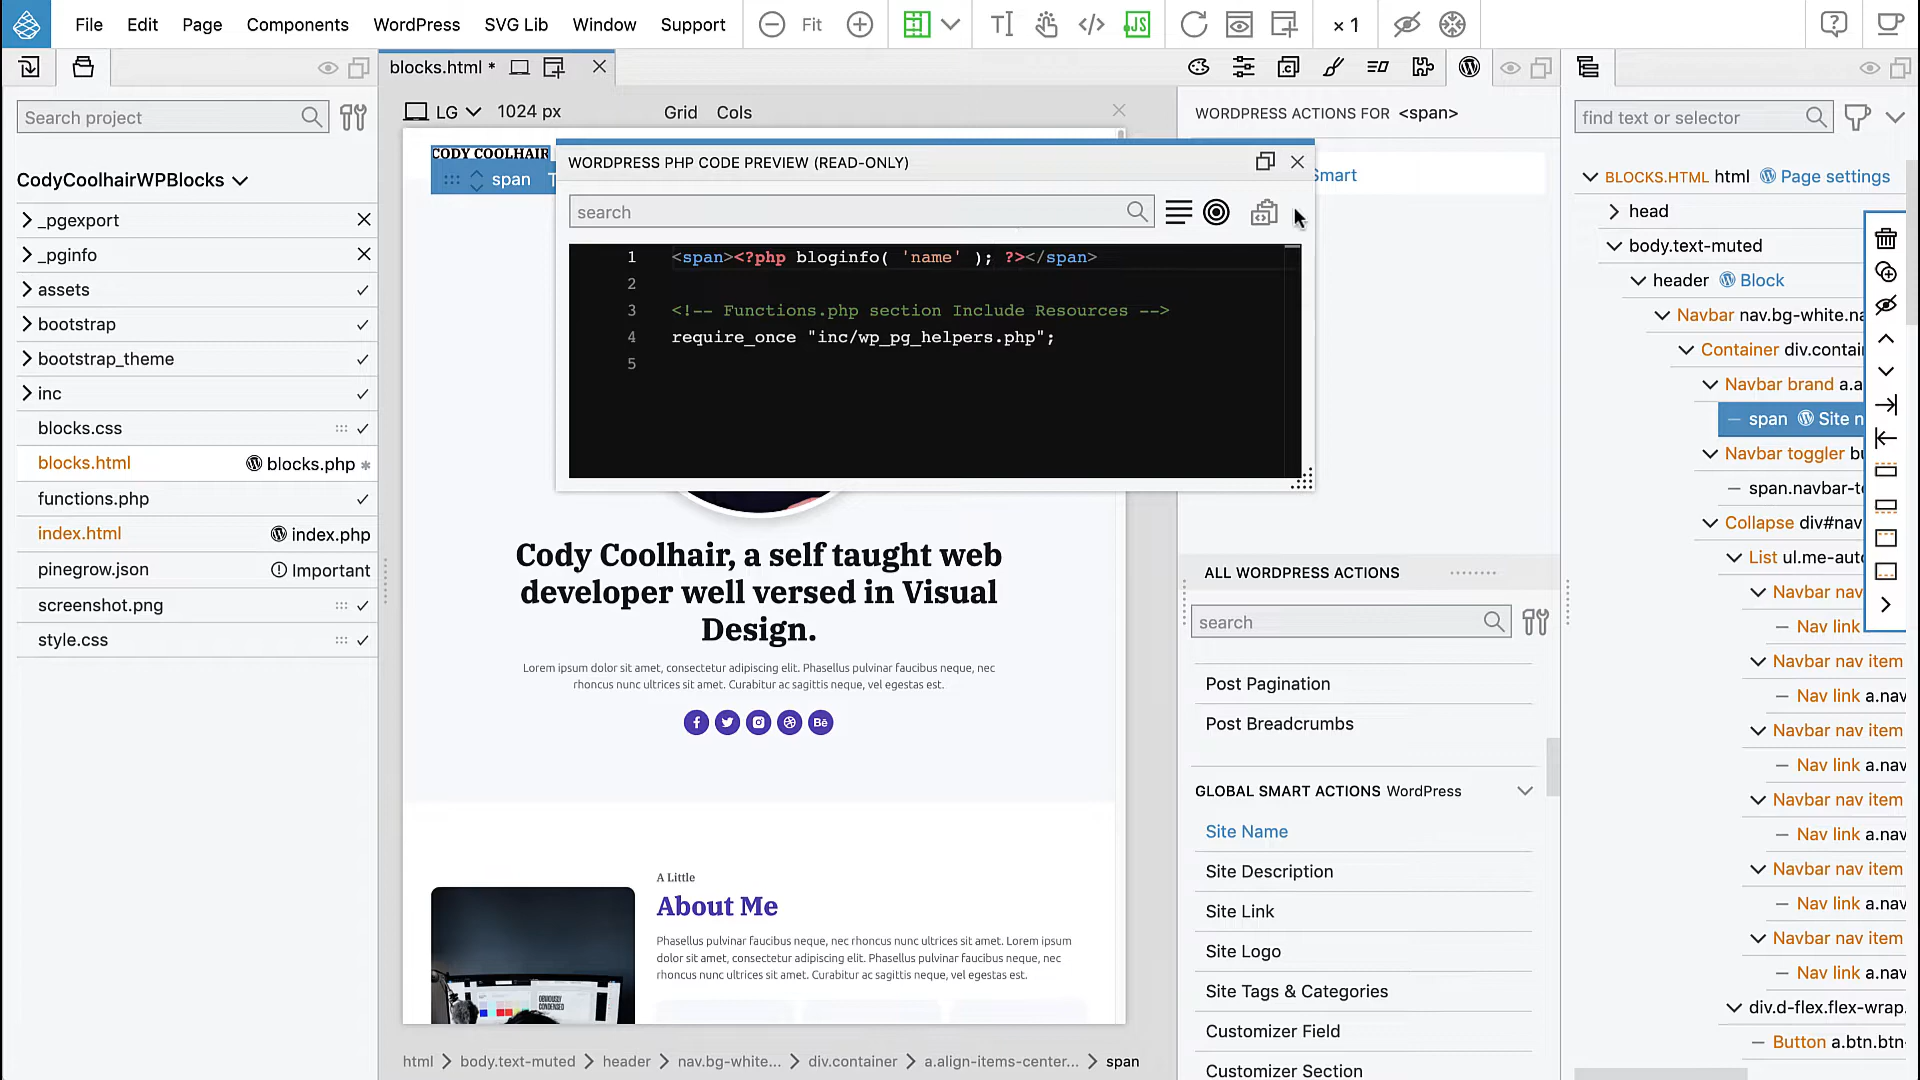 File Edit Page Components WordPress SVG Lib Window Support Fit JS × 1
blocks.html *
Search project
CodyCoolhairWPBlocks
_pgexport
_pginfo
assets
bootstrap
bootstrap_theme
inc
blocks.css
blocks.html blocks.php *
functions.php
index.html index.php
pinegrow.json Important
screenshot.png
style.css
LG 1024 px Grid Cols
CODY COOLHAIR
span
WORDPRESS PHP CODE PREVIEW (READ-ONLY)
search
1 <span><?php bloginfo( 'name' ); ?></span>
2
3 <!-- Functions.php section Include Resources -->
4 require_once "inc/wp_pg_helpers.php";
5
Cody Coolhair, a self taught web
developer well versed in Visual
Design.
Lorem ipsum dolor sit amet, consectetur adipiscing elit. Phasellus pulvinar faucibus neque, nec
rhoncus nunc ultrices sit amet. Curabitur ac sagittis neque, vel egestas est.
Bē
A Little
About Me
Phasellus pulvinar faucibus neque, nec rhoncus nunc ultrices sit amet. Lorem ipsum
dolor sit amet, consectetur adipiscing elit. Phasellus pulvinar faucibus neque, nec
rhoncus nunc ultrices sit amet. Curabitur ac sagittis neque, vel egestas est.
html body.text-muted header nav.bg-white... div.container a.align-items-center... span
WORDPRESS ACTIONS FOR <span>
Smart
ALL WORDPRESS ACTIONS
search
Post Pagination
Post Breadcrumbs
GLOBAL SMART ACTIONS WordPress
Site Name
Site Description
Site Link
Site Logo
Site Tags & Categories
Customizer Field
Customizer Section
find text or selector
BLOCKS.HTML html Page settings
head
body.text-muted
header Block
Navbar nav.bg-white.na
Container div.contai
Navbar brand a.a
span Site n
Navbar toggler bu
span.navbar-to
Collapse div#nav
List ul.me-auto
Navbar nav
Nav link
Navbar nav item
Nav link a.nav
Navbar nav item
Nav link a.nav
Navbar nav item
Nav link a.nav
Navbar nav item
Nav link a.nav
Navbar nav item
Nav link a.nav
div.d-flex.flex-wrap.
Button a.btn.btn-